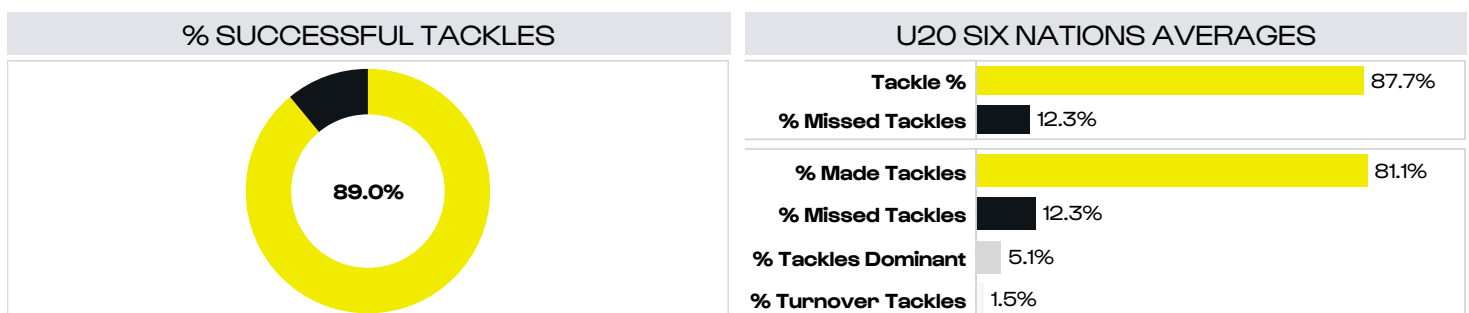 % SUCCESSFUL TACKLES
89.0%
U20 SIX NATIONS AVERAGES
Tackle % 87.7%
% Missed Tackles 12.3%
% Made Tackles 81.1%
% Missed Tackles 12.3%
% Tackles Dominant 5.1%
% Turnover Tackles 1.5%